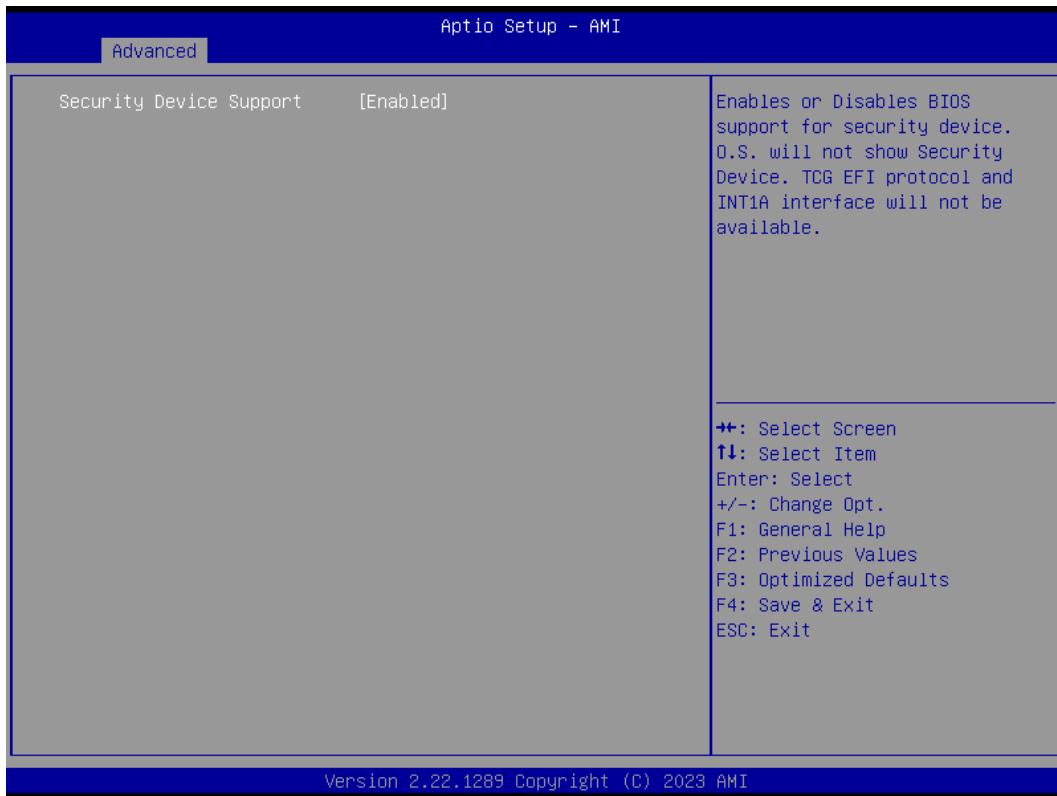 Aptio Setup – AMI
Advanced
Security Device Support [Enabled]
Enables or Disables BIOS
support for security device.
O.S. will not show Security
Device. TCG EFI protocol and
INT1A interface will not be
available.
→←: Select Screen
↑↓: Select Item
Enter: Select
+/-: Change Opt.
F1: General Help
F2: Previous Values
F3: Optimized Defaults
F4: Save & Exit
ESC: Exit
Version 2.22.1289 Copyright (C) 2023 AMI